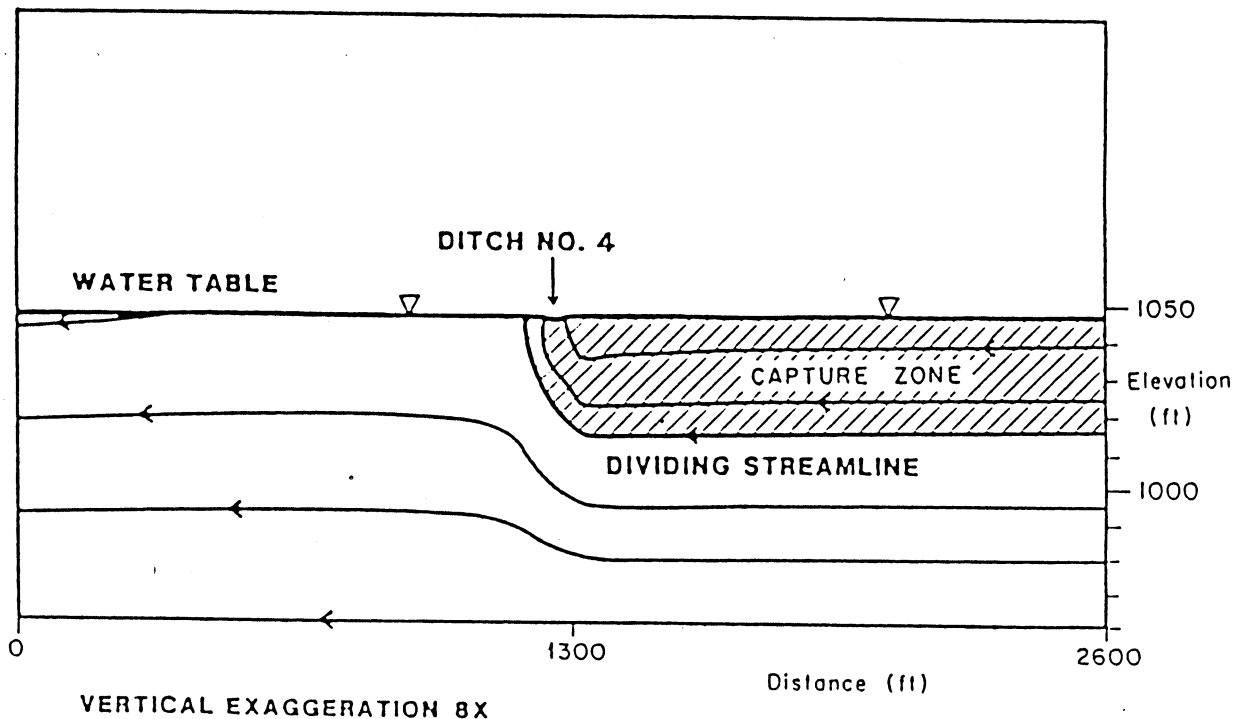 DITCH NO. 4
WATER TABLE
1050
CAPTURE ZONE
Elevation
(ft)
DIVIDING STREAMLINE
1000
0
1300
2600
Distance (ft)
VERTICAL EXAGGERATION 8X